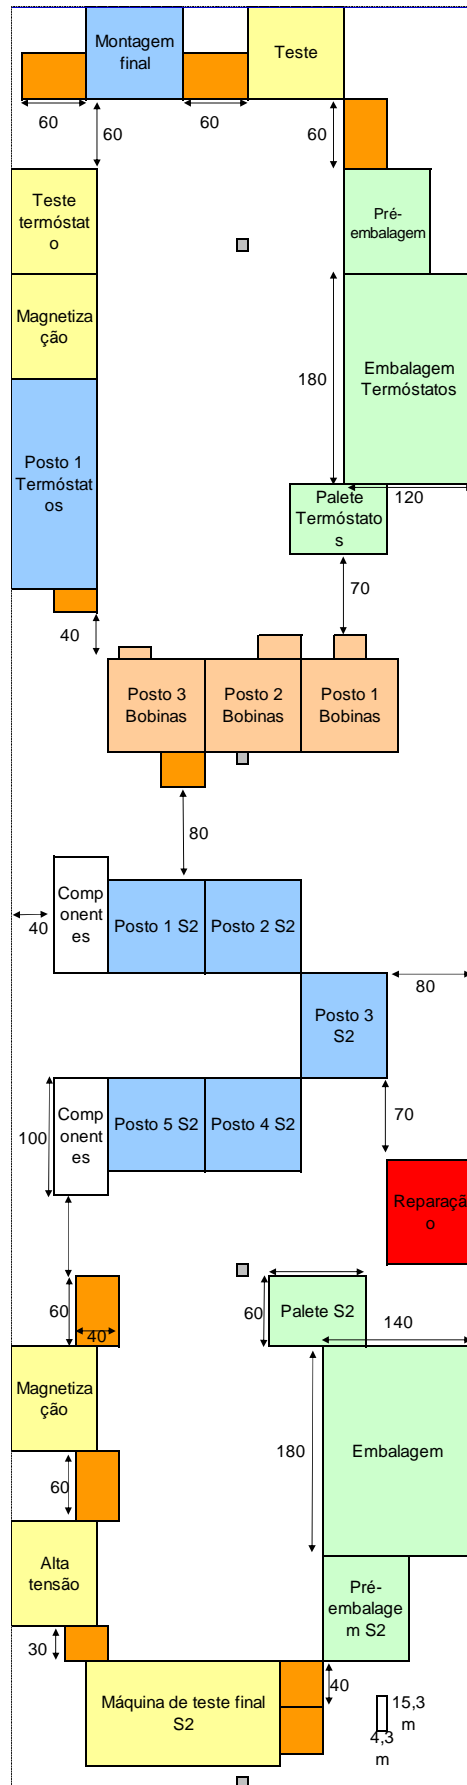 Montagem
final
Teste
60
60
60
60
Teste
termóstat
o
Pré-
embalagem
Magnetiza
ção
180
Embalagem
Termóstatos
Posto 1
Termóstat
os
120
Palete
Termóstato
s
70
40
Posto 3
Bobinas
Posto 2
Bobinas
Posto 1
Bobinas
80
Comp
onent
es
40
Posto 1 S2
Posto 2 S2
80
Posto 3
S2
100
Comp
onent
es
Posto 5 S2
Posto 4 S2
70
Reparaçã
o
60
40
60
Palete S2
140
Magnetiza
ção
180
Embalagem
60
Alta
tensão
Pré-
embalage
m S2
30
40
Máquina de teste final
S2
15,3
m
4,3
m